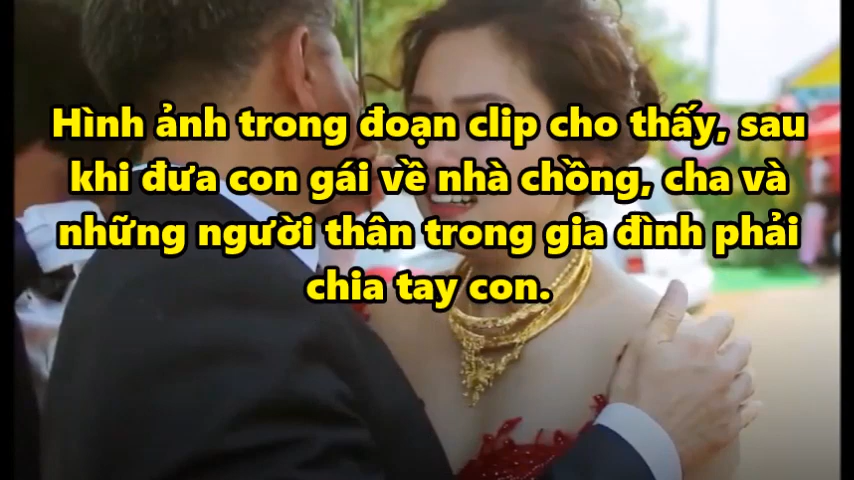 Hình ảnh trong đoạn clip cho thấy, sau
khi đưa con gái về nhà chồng, cha và
những người thân trong gia đình phải
chia tay con.